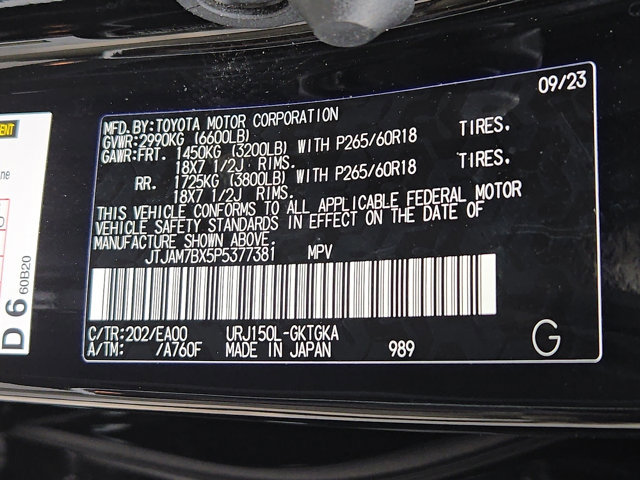 09/23
MFD. BY: TOYOTA MOTOR CORPORATION
GVWR: 2990KG (6600LB)
GAWR: FRT. 1450KG (3200LB) WITH P265/60R18 TIRES.
18X7 1/2J RIMS.
RR. 1725KG (3800LB) WITH P265/60R18 TIRES.
18X7 1/2J RIMS.
THIS VEHICLE CONFORMS TO ALL APPLICABLE FEDERAL MOTOR
VEHICLE SAFETY STANDARDS IN EFFECT ON THE DATE OF
MANUFACTURE SHOWN ABOVE.
JTJAM7BX5P5377381 MPV
C/TR: 202/EA00 URJ150L-GKTGKA
A/TM: /A760F MADE IN JAPAN 989 G
D 6
60B20